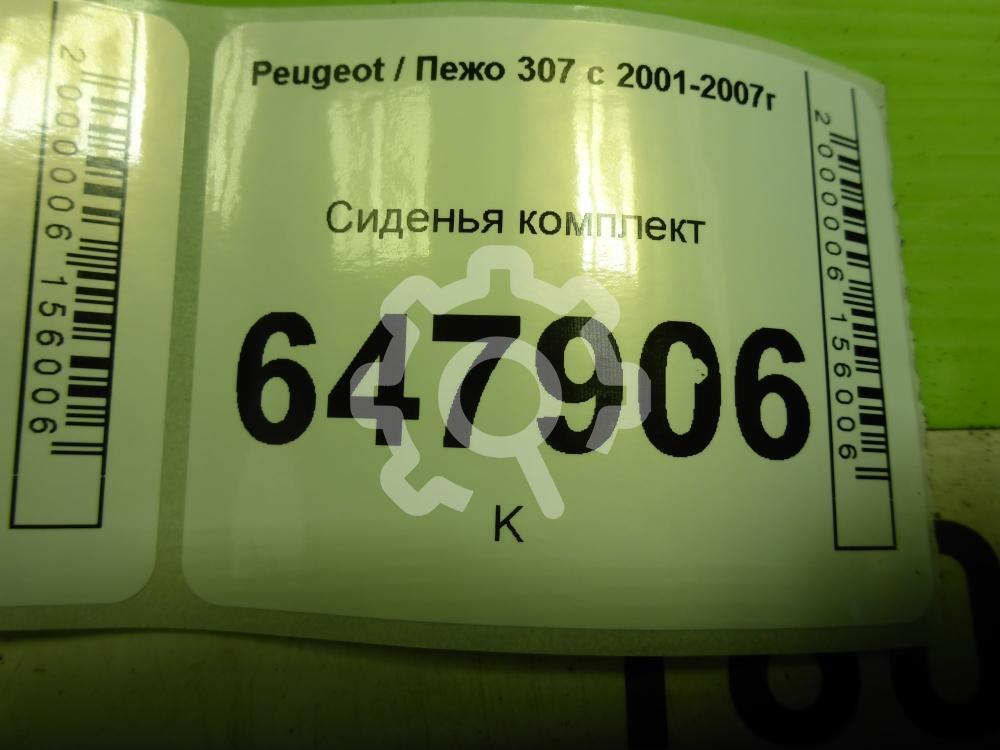 2000006156006
Peugeot / Пежо 307 с 2001-2007г
Сиденья комплект
647906
К
2000006156006